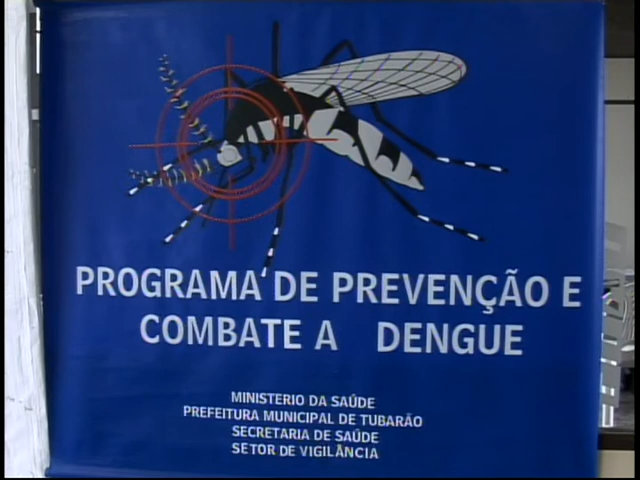 PROGRAMA DE PREVENÇÃO E
COMBATE A DENGUE
MINISTERIO DA SAÚDE
PREFEITURA MUNICIPAL DE TUBARÃO
SECRETARIA DE SAÚDE
SETOR DE VIGILÂNCIA